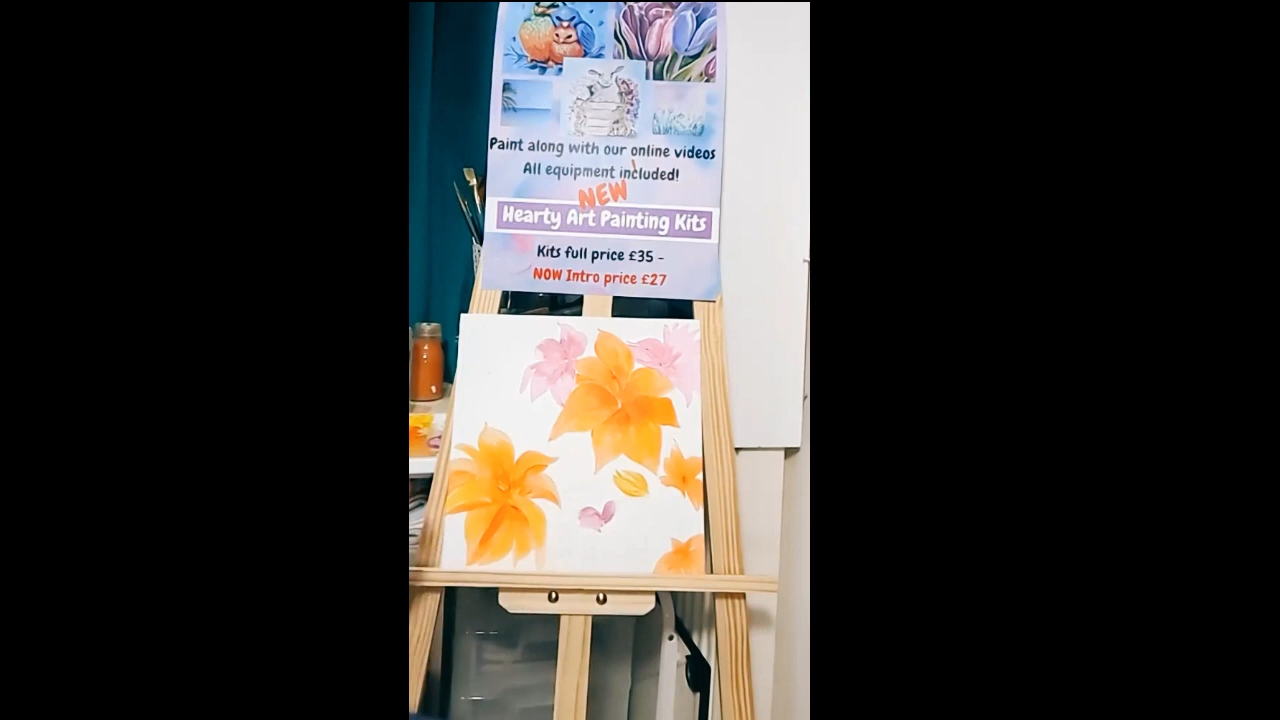 Paint along with our online videos
All equipment included!
NEW
Hearty Art Painting Kits
Kits full price £35 -
NOW Intro price £27